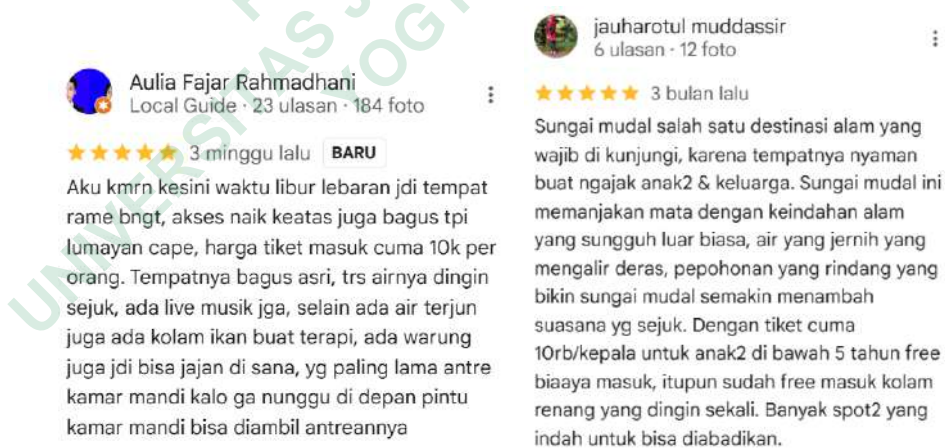 Aulia Fajar Rahmadhani
Local Guide · 23 ulasan · 184 foto
3 minggu lalu BARU
Aku kmrn kesini waktu libur lebaran jdi tempat
rame bngt, akses naik keatas juga bagus tpi
lumayan cape, harga tiket masuk cuma 10k per
orang. Tempatnya bagus asri, trs airnya dingin
sejuk, ada live musik jga, selain ada air terjun
juga ada kolam ikan buat terapi, ada warung
juga jdi bisa jajan di sana, yg paling lama antre
kamar mandi kalo ga nunggu di depan pintu
kamar mandi bisa diambil antreannya
jauharotul muddassir
6 ulasan · 12 foto
3 bulan lalu
Sungai mudal salah satu destinasi alam yang
wajib di kunjungi, karena tempatnya nyaman
buat ngajak anak2 & keluarga. Sungai mudal ini
memanjakan mata dengan keindahan alam
yang sungguh luar biasa, air yang jernih yang
mengalir deras, pepohonan yang rindang yang
bikin sungai mudal semakin menambah
suasana yg sejuk. Dengan tiket cuma
10rb/kepala untuk anak2 di bawah 5 tahun free
biaaya masuk, itupun sudah free masuk kolam
renang yang dingin sekali. Banyak spot2 yang
indah untuk bisa diabadikan.
UNIVERSITAS